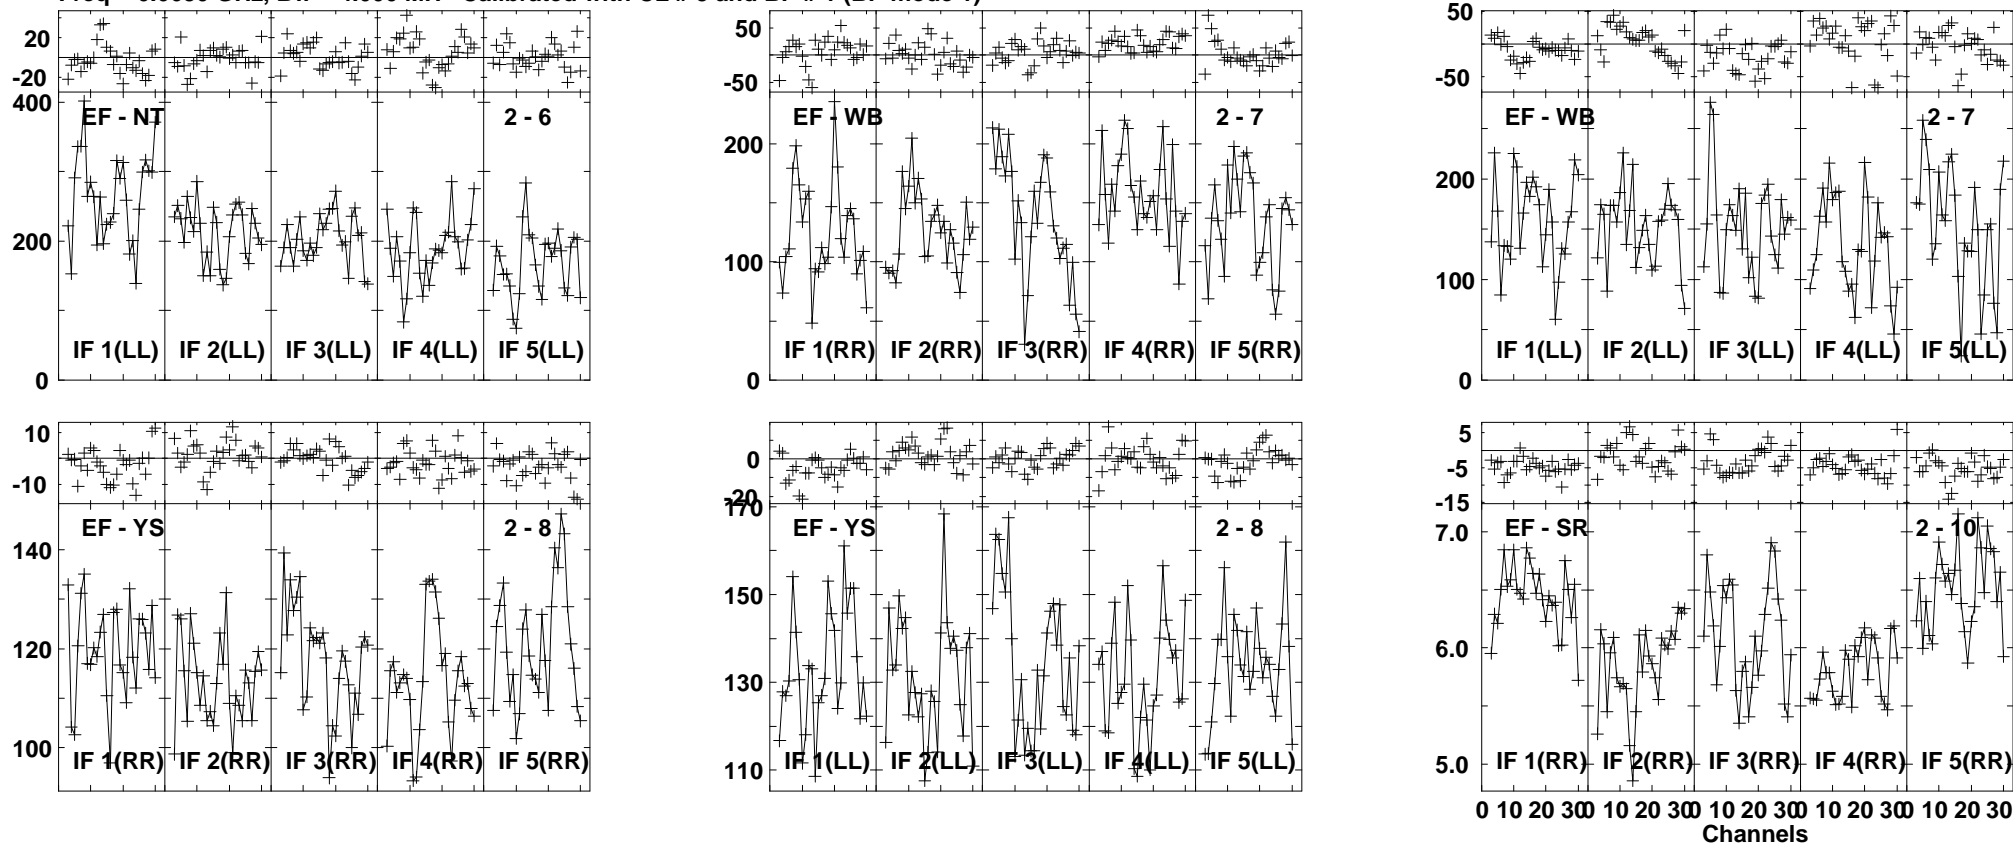 20
-20
400
200
0
EF - NT
2 - 6
IF 1(LL) IF 2(LL) IF 3(LL) IF 4(LL) IF 5(LL)
50
-50
200
100
0
EF - WB
2 - 7
IF 1(RR) IF 2(RR) IF 3(RR) IF 4(RR) IF 5(RR)
50
-50
200
100
0
EF - WB
2 - 7
IF 1(LL) IF 2(LL) IF 3(LL) IF 4(LL) IF 5(LL)
10
-10
140
120
100
EF - YS
2 - 8
IF 1(RR) IF 2(RR) IF 3(RR) IF 4(RR) IF 5(RR)
0
-20
170
150
130
110
EF - YS
2 - 8
IF 1(LL) IF 2(LL) IF 3(LL) IF 4(LL) IF 5(LL)
5
-5
-15
7.0
6.0
5.0
EF - SR
2 - 10
IF 1(RR) IF 2(RR) IF 3(RR) IF 4(RR) IF 5(RR)
0 10 20 30 0 10 20 30 0 10 20 30 0 10 20 30 0 10 20 30
Channels